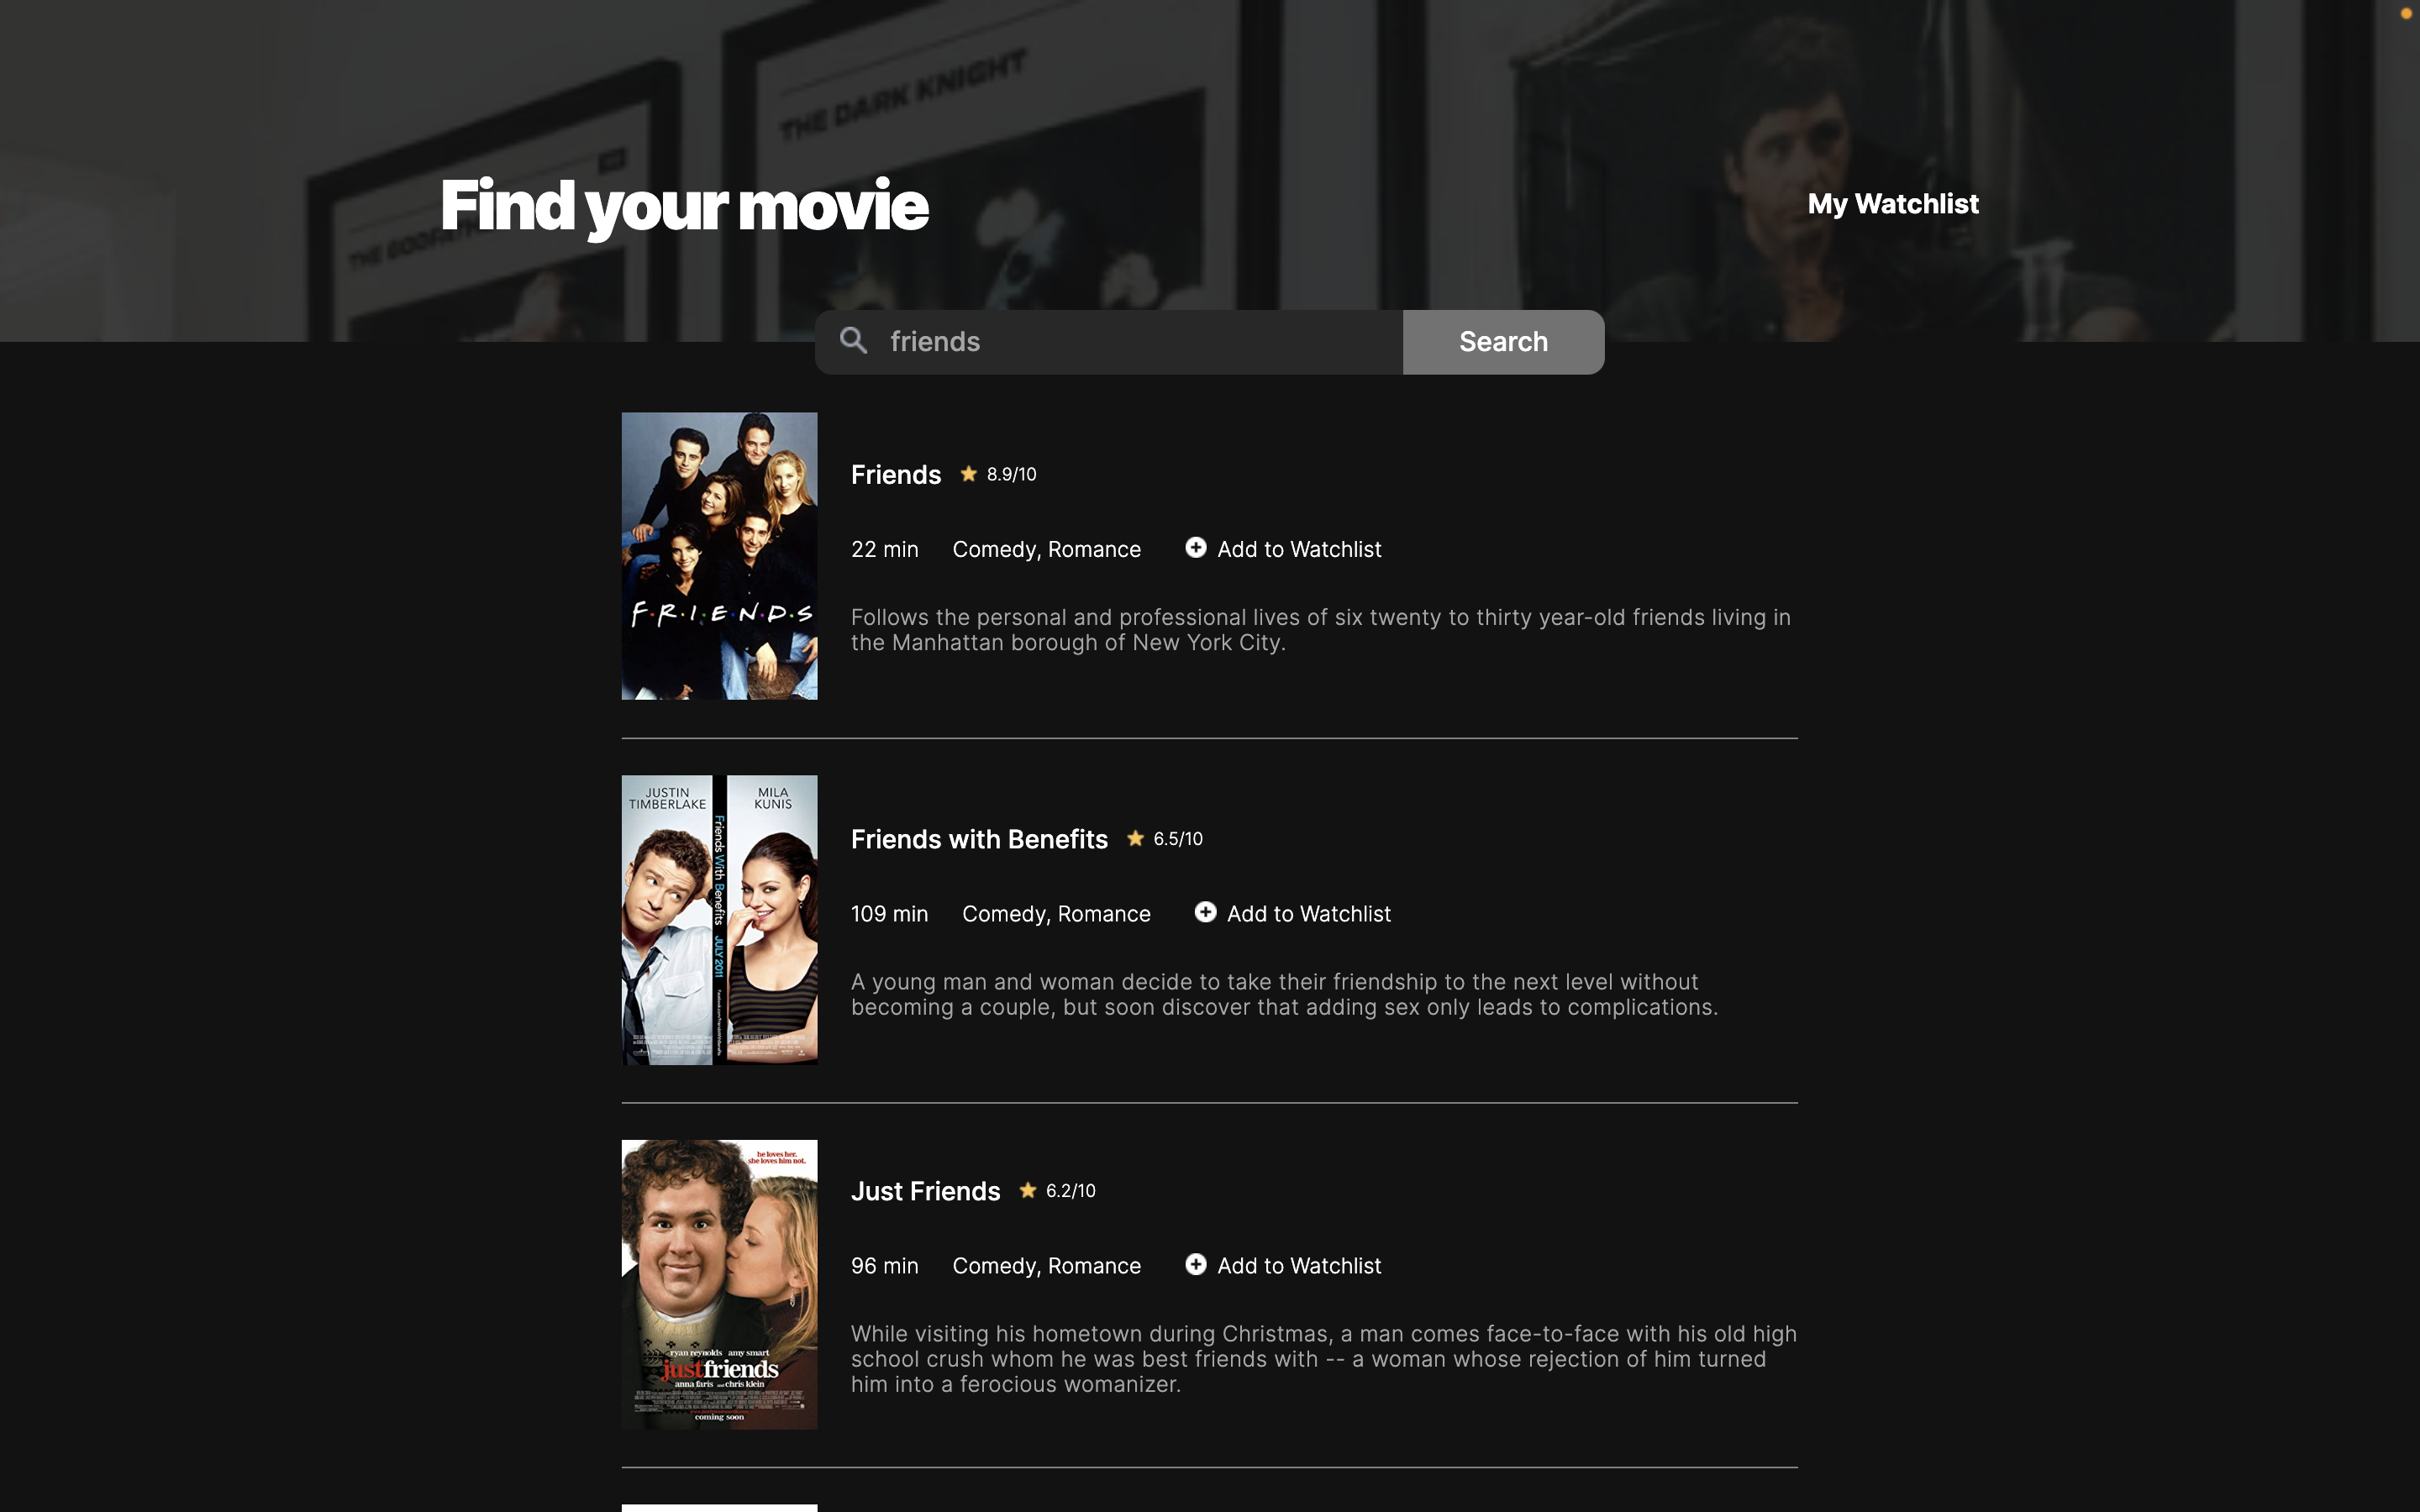 THE DARK KNIGHT
THE GODFATH
Find your movie
My Watchlist
friends
Search
Friends 8.9/10
22 min Comedy, Romance Add to Watchlist
Follows the personal and professional lives of six twenty to thirty year-old friends living in
the Manhattan borough of New York City.
F·R·I·E·N·D·S
JUSTIN TIMBERLAKE
MILA KUNIS
Friends With Benefits JULY 2011
Friends with Benefits 6.5/10
109 min Comedy, Romance Add to Watchlist
A young man and woman decide to take their friendship to the next level without
becoming a couple, but soon discover that adding sex only leads to complications.
he loves her.
she loves him not.
Just Friends 6.2/10
96 min Comedy, Romance Add to Watchlist
While visiting his hometown during Christmas, a man comes face-to-face with his old high
school crush whom he was best friends with -- a woman whose rejection of him turned
him into a ferocious womanizer.
ryan reynolds amy smart
just friends
anna faris and chris klein
coming soon